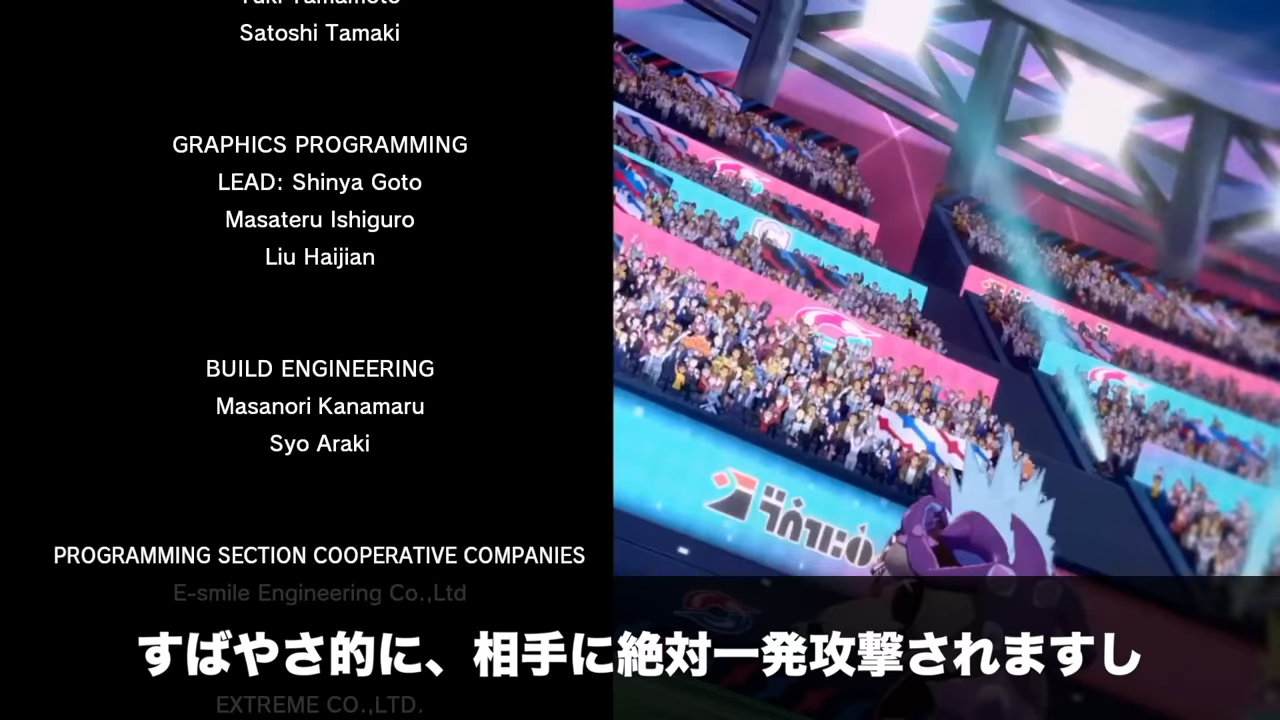 Yuki Yamamoto
Satoshi Tamaki
GRAPHICS PROGRAMMING
LEAD: Shinya Goto
Masateru Ishiguro
Liu Haijian
BUILD ENGINEERING
Masanori Kanamaru
Syo Araki
PROGRAMMING SECTION COOPERATIVE COMPANIES
E-smile Engineering Co.,Ltd
すばやさ的に、相手に絶対一発攻撃されますし
EXTREME CO.,LTD.